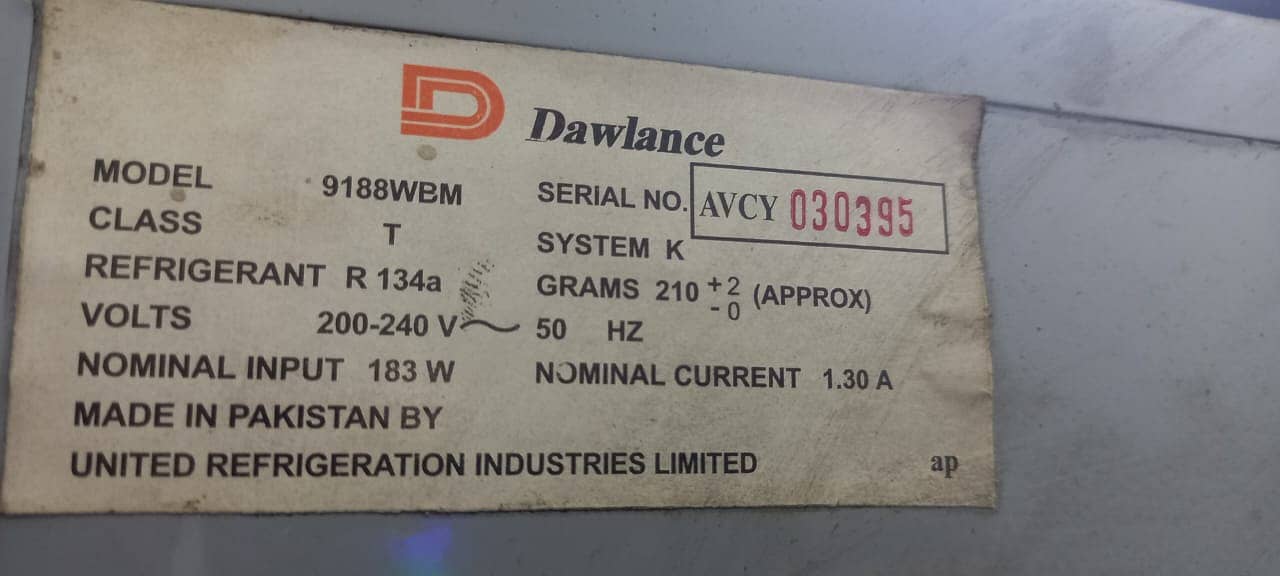 Dawlance
MODEL 9188WBM SERIAL NO. AVCY 030395
CLASS T SYSTEM K
REFRIGERANT R 134a GRAMS 210 +2 -0 (APPROX)
VOLTS 200-240 V~ 50 HZ
NOMINAL INPUT 183 W NOMINAL CURRENT 1.30 A
MADE IN PAKISTAN BY
UNITED REFRIGERATION INDUSTRIES LIMITED ap